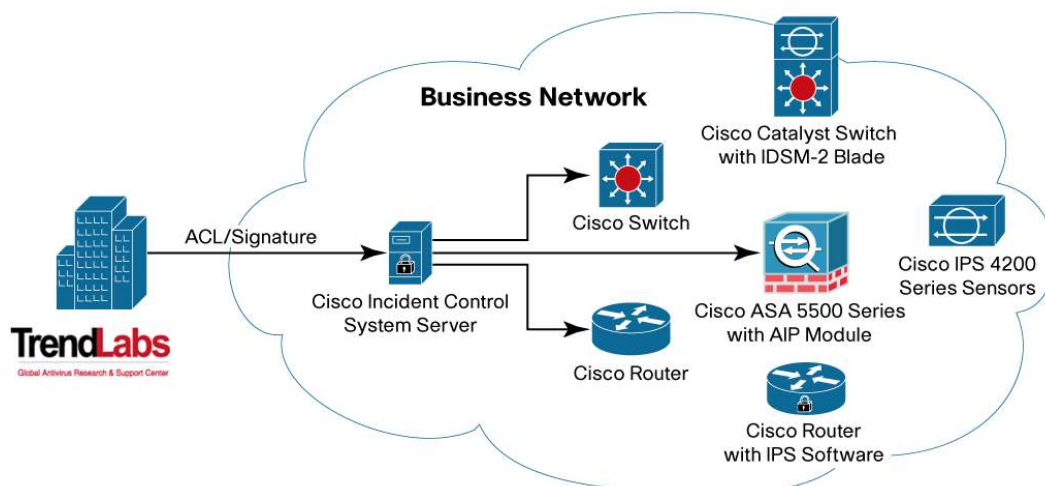 Business Network
Cisco Catalyst Switch
with IDSM-2 Blade
Cisco Switch
ACL/Signature
Cisco Incident Control
System Server
Cisco ASA 5500 Series
with AIP Module
Cisco IPS 4200
Series Sensors
TrendLabs
Global Antivirus Research & Support Center
Cisco Router
Cisco Router
with IPS Software